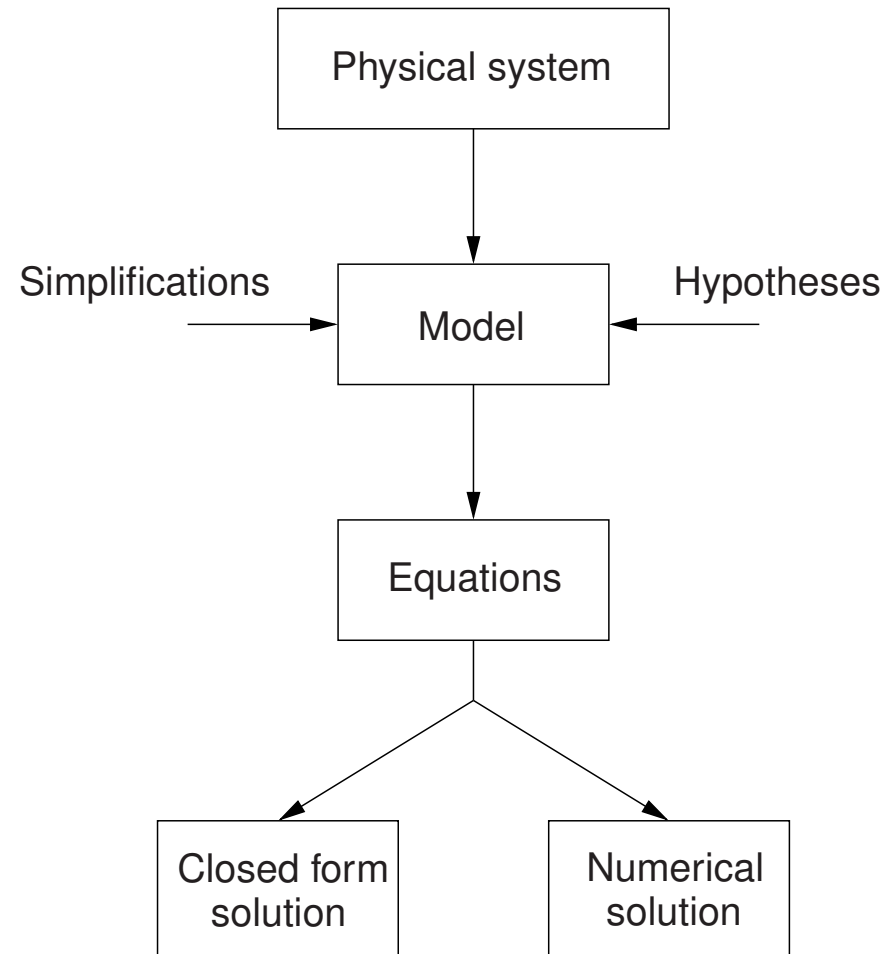 Physical system
Simplifications
Hypotheses
Model
Equations
Closed form
solution
Numerical
solution